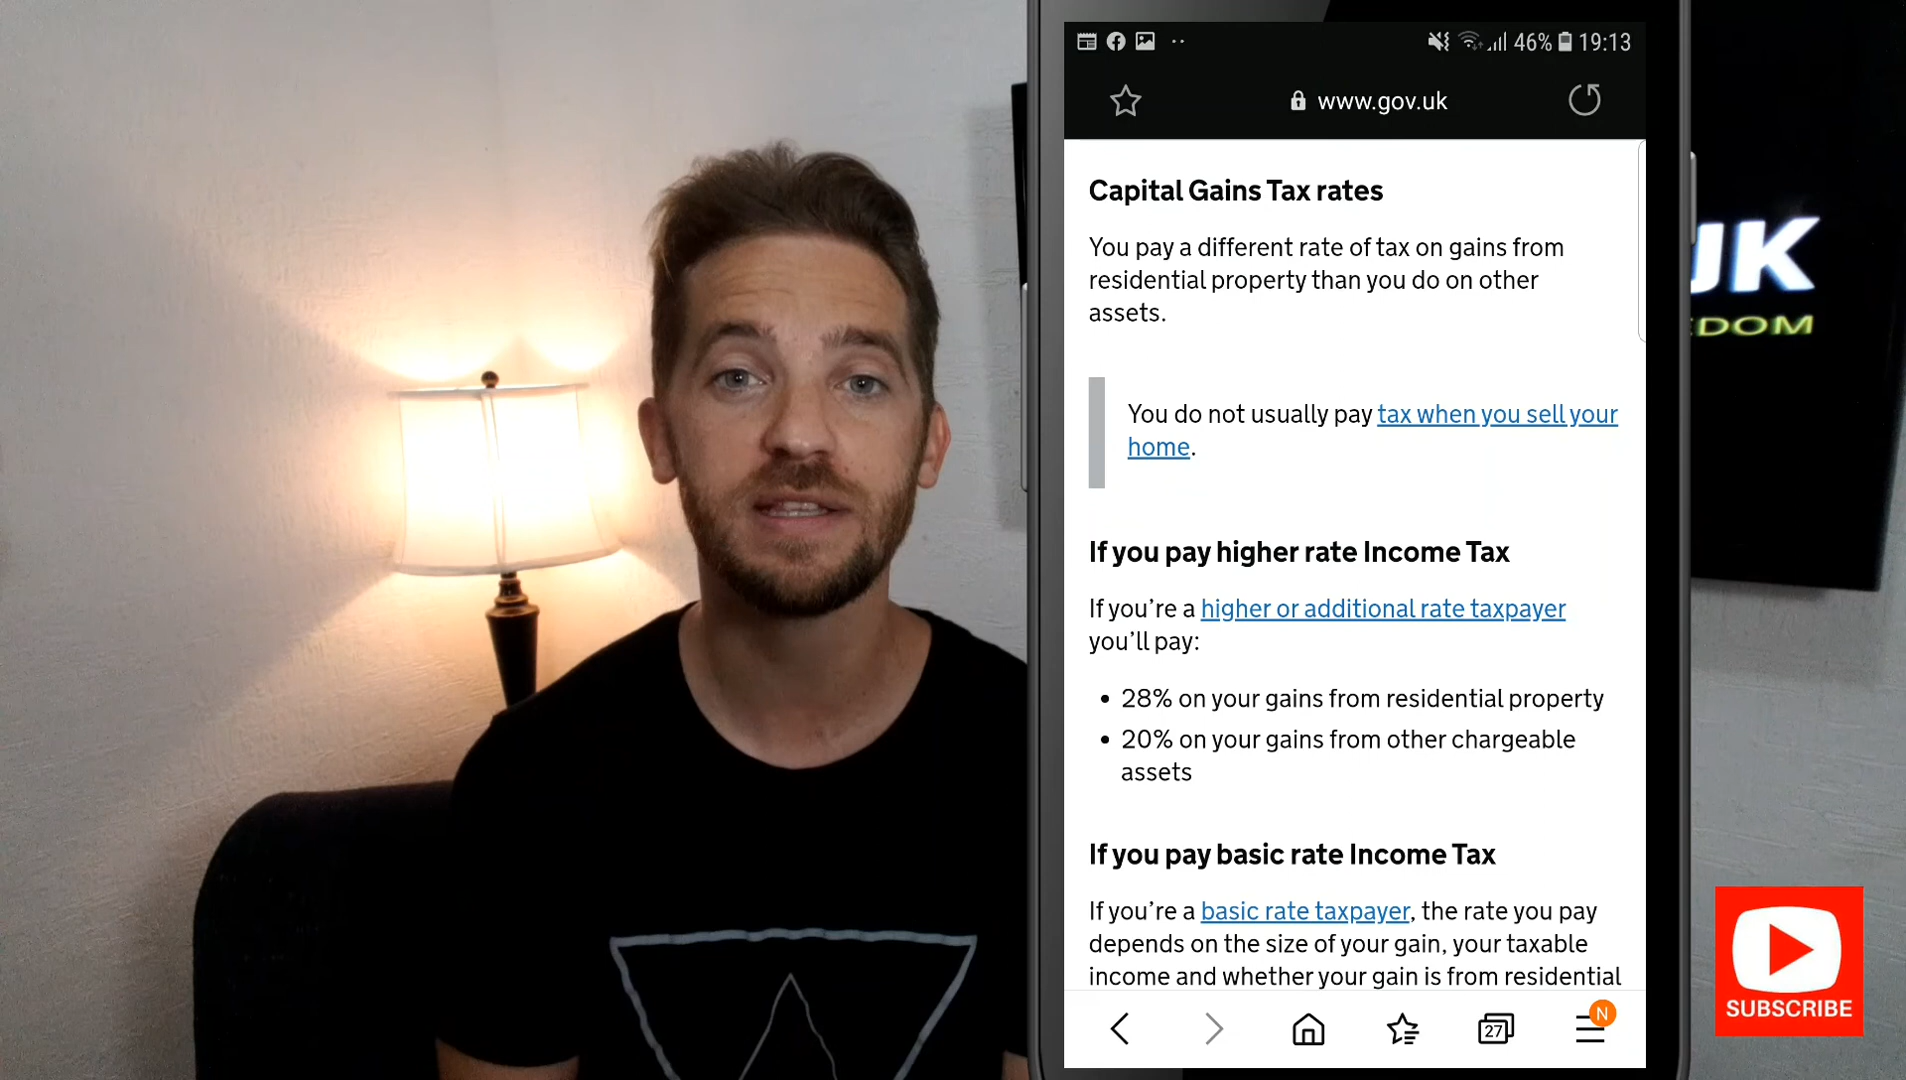 46% 19:13
www.gov.uk
Capital Gains Tax rates
You pay a different rate of tax on gains from
residential property than you do on other
assets.
You do not usually pay tax when you sell your
home.
If you pay higher rate Income Tax
If you’re a higher or additional rate taxpayer
you’ll pay:
• 28% on your gains from residential property
• 20% on your gains from other chargeable
assets
If you pay basic rate Income Tax
If you’re a basic rate taxpayer, the rate you pay
depends on the size of your gain, your taxable
income and whether your gain is from residential
27
N
UK
EDOM
SUBSCRIBE